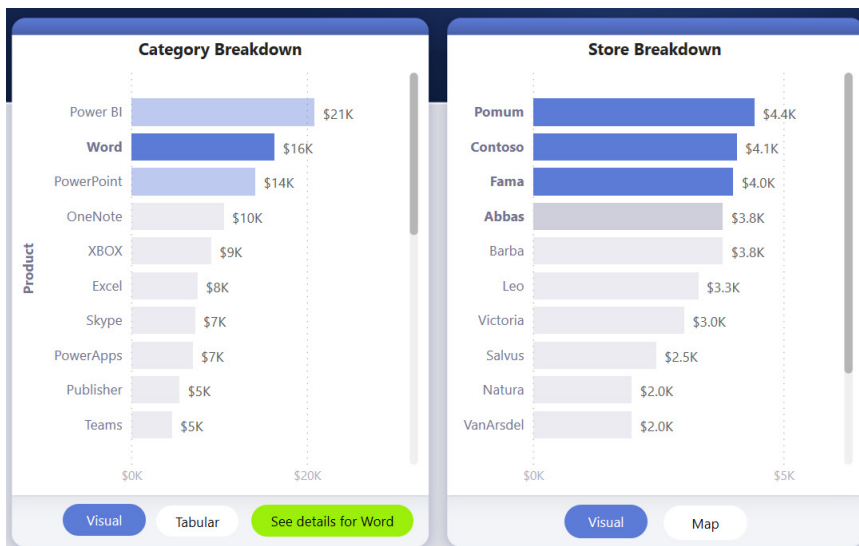 Category Breakdown
Product
Power BI $21K
Word $16K
PowerPoint $14K
OneNote $10K
XBOX $9K
Excel $8K
Skype $7K
PowerApps $7K
Publisher $5K
Teams $5K
$0K $20K
Visual Tabular See details for Word
Store Breakdown
Pomum $4.4K
Contoso $4.1K
Fama $4.0K
Abbas $3.8K
Barba $3.8K
Leo $3.3K
Victoria $3.0K
Salvus $2.5K
Natura $2.0K
VanArsdel $2.0K
$0K $5K
Visual Map